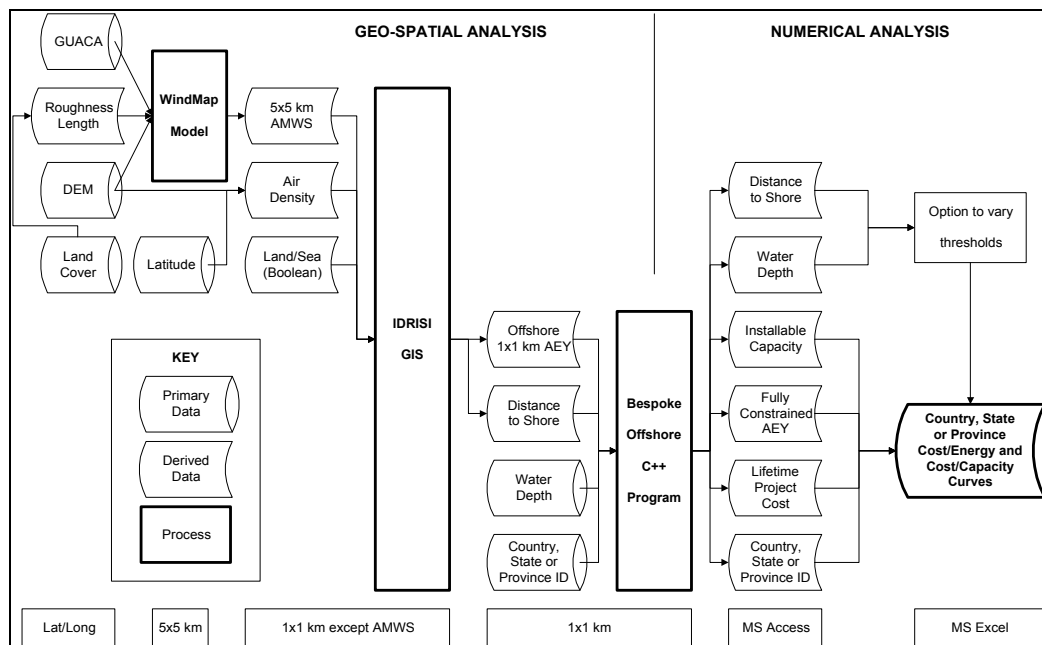 GEO-SPATIAL ANALYSIS
NUMERICAL ANALYSIS
GUACA
Roughness
Length
DEM
Land
Cover
WindMap
Model
Latitude
5x5 km
AMWS
Air
Density
Land/Sea
(Boolean)
IDRISI
GIS
KEY
Primary
Data
Derived
Data
Process
Offshore
1x1 km AEY
Distance
to Shore
Water
Depth
Country,
State or
Province ID
Bespoke
Offshore
C++
Program
Distance
to Shore
Water
Depth
Installable
Capacity
Fully
Constrained
AEY
Lifetime
Project
Cost
Country,
State or
Province ID
Option to vary
thresholds
Country, State
or Province
Cost/Energy and
Cost/Capacity
Curves
Lat/Long
5x5 km
1x1 km except AMWS
1x1 km
MS Access
MS Excel